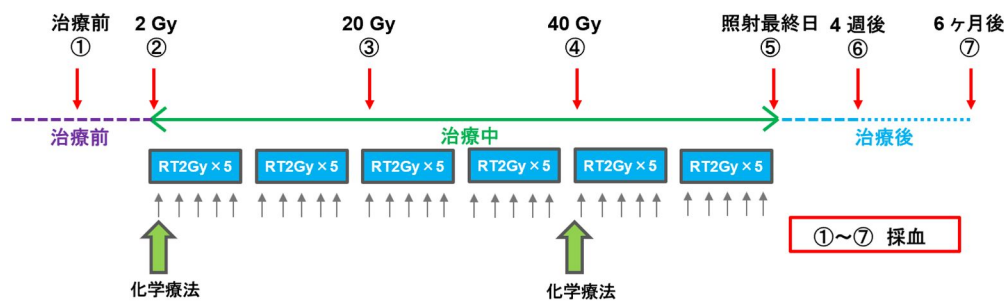 治療前 2 Gy 20 Gy 40 Gy 照射最終日 4 週後 6 ヶ月後
① ② ③ ④ ⑤ ⑥ ⑦
治療前 治療中 治療後
RT2Gy×5 RT2Gy×5 RT2Gy×5 RT2Gy×5 RT2Gy×5 RT2Gy×5
①～⑦ 採血
化学療法 化学療法